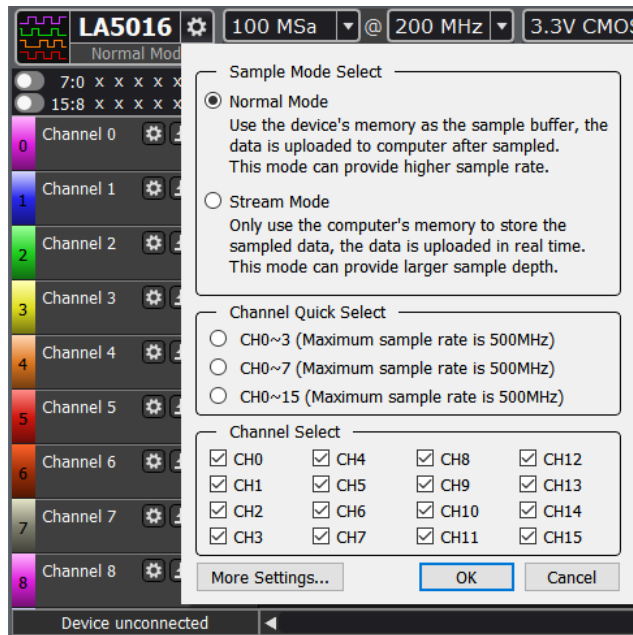 LA5016 100 MSa @ 200 MHz 3.3V CMOS
Normal Mod
7:0 x x x x x
15:8 x x x x x
Sample Mode Select
Normal Mode
Use the device's memory as the sample buffer, the
data is uploaded to computer after sampled.
This mode can provide higher sample rate.
Stream Mode
Only use the computer's memory to store the
sampled data, the data is uploaded in real time.
This mode can provide larger sample depth.
Channel Quick Select
CH0~3 (Maximum sample rate is 500MHz)
CH0~7 (Maximum sample rate is 500MHz)
CH0~15 (Maximum sample rate is 500MHz)
Channel Select
CH0 CH4 CH8 CH12
CH1 CH5 CH9 CH13
CH2 CH6 CH10 CH14
CH3 CH7 CH11 CH15
More Settings... OK Cancel
0 Channel 0
1 Channel 1
2 Channel 2
3 Channel 3
4 Channel 4
5 Channel 5
6 Channel 6
7 Channel 7
8 Channel 8
Device unconnected